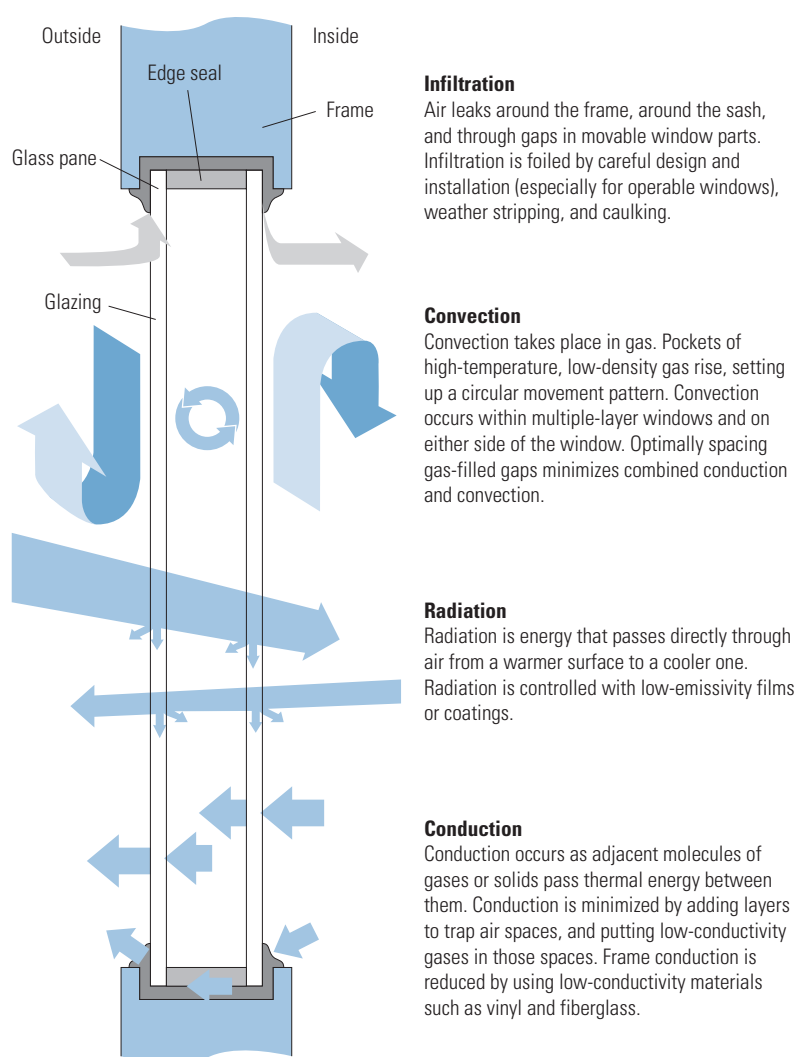 Outside
Inside
Edge seal
Frame
Glass pane
Glazing
Infiltration
Air leaks around the frame, around the sash,
and through gaps in movable window parts.
Infiltration is foiled by careful design and
installation (especially for operable windows),
weather stripping, and caulking.
Convection
Convection takes place in gas. Pockets of
high-temperature, low-density gas rise, setting
up a circular movement pattern. Convection
occurs within multiple-layer windows and on
either side of the window. Optimally spacing
gas-filled gaps minimizes combined conduction
and convection.
Radiation
Radiation is energy that passes directly through
air from a warmer surface to a cooler one.
Radiation is controlled with low-emissivity films
or coatings.
Conduction
Conduction occurs as adjacent molecules of
gases or solids pass thermal energy between
them. Conduction is minimized by adding layers
to trap air spaces, and putting low-conductivity
gases in those spaces. Frame conduction is
reduced by using low-conductivity materials
such as vinyl and fiberglass.